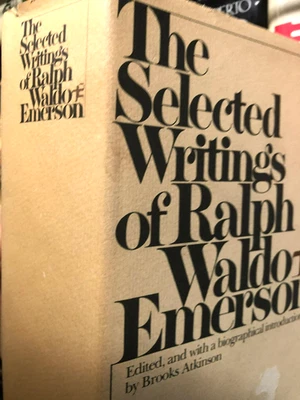 The
Selected
Writings
of Ralph
Waldo
Emerson
The
Selected
Writings
of Ralph
Waldo
Emerson
Edited, and with a biographical introduction
by Brooks Atkinson